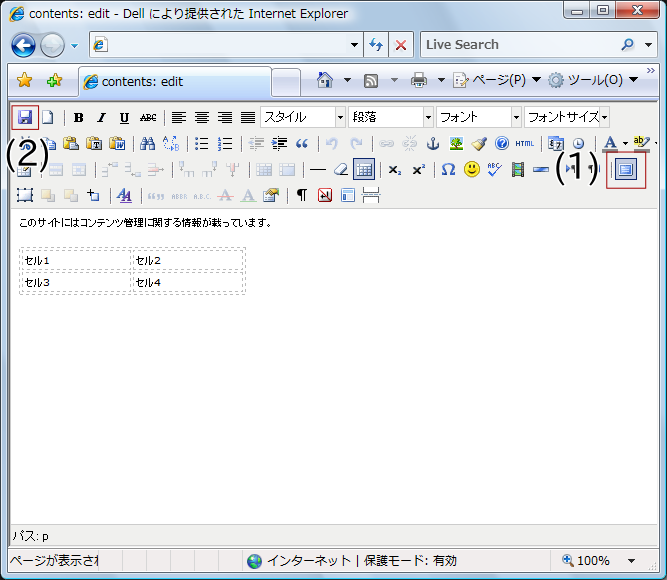 contents: edit - Dell により提供された Internet Explorer
Live Search
contents: edit
ページ(P)
ツール(O)
B I U ABC スタイル 段落 フォント フォントサイズ
HTML
A ab
(2)
(1)
ABC
A ABBR A.B.C. A A
このサイトにはコンテンツ管理に関する情報が載っています。
セル1 セル2
セル3 セル4
パス: p
ページが表示され
インターネット | 保護モード: 有効
100%